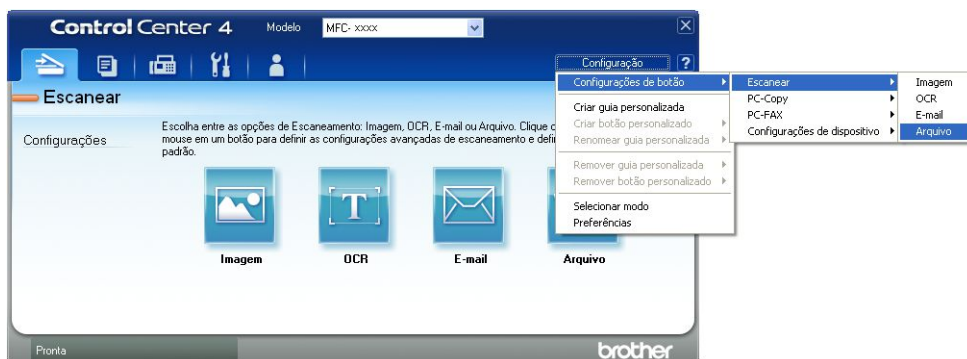 Control Center 4 Modelo MFC- xxxx
Configuração ?
Escanear
Configurações
Escolha entre as opções de Escaneamento: Imagem, OCR, E-mail ou Arquivo. Clique
mouse em um botão para definir as configurações avançadas de escaneamento e
padrão.
Imagem OCR E-mail Arquivo
Configurações de botão
Criar guia personalizada
Criar botão personalizado
Renomear guia personalizada
Remover guia personalizada
Remover botão personalizado
Selecionar modo
Preferências
Escanear
PC-Copy
PC-FAX
Configurações de dispositivo
Imagem
OCR
E-mail
Arquivo
Pronta brother